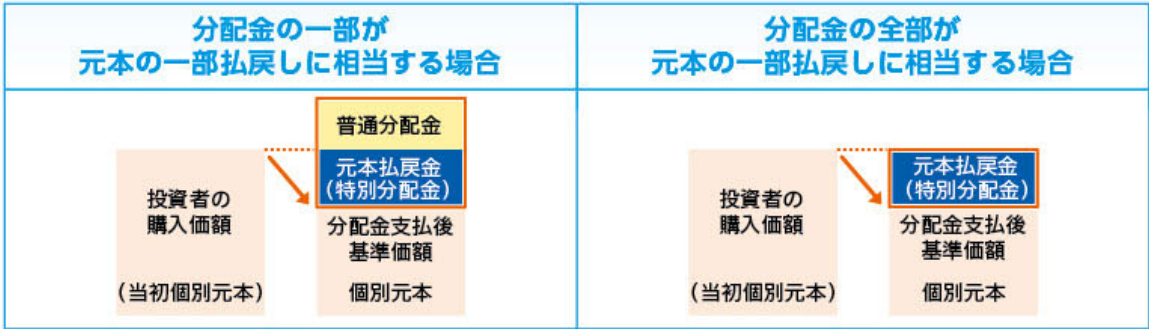 分配金の一部が
元本の一部払戻しに相当する場合
普通分配金
元本払戻金
(特別分配金)
投資者の
購入価額
(当初個別元本)
分配金支払後
基準価額
個別元本
分配金の全部が
元本の一部払戻しに相当する場合
元本払戻金
(特別分配金)
投資者の
購入価額
(当初個別元本)
分配金支払後
基準価額
個別元本